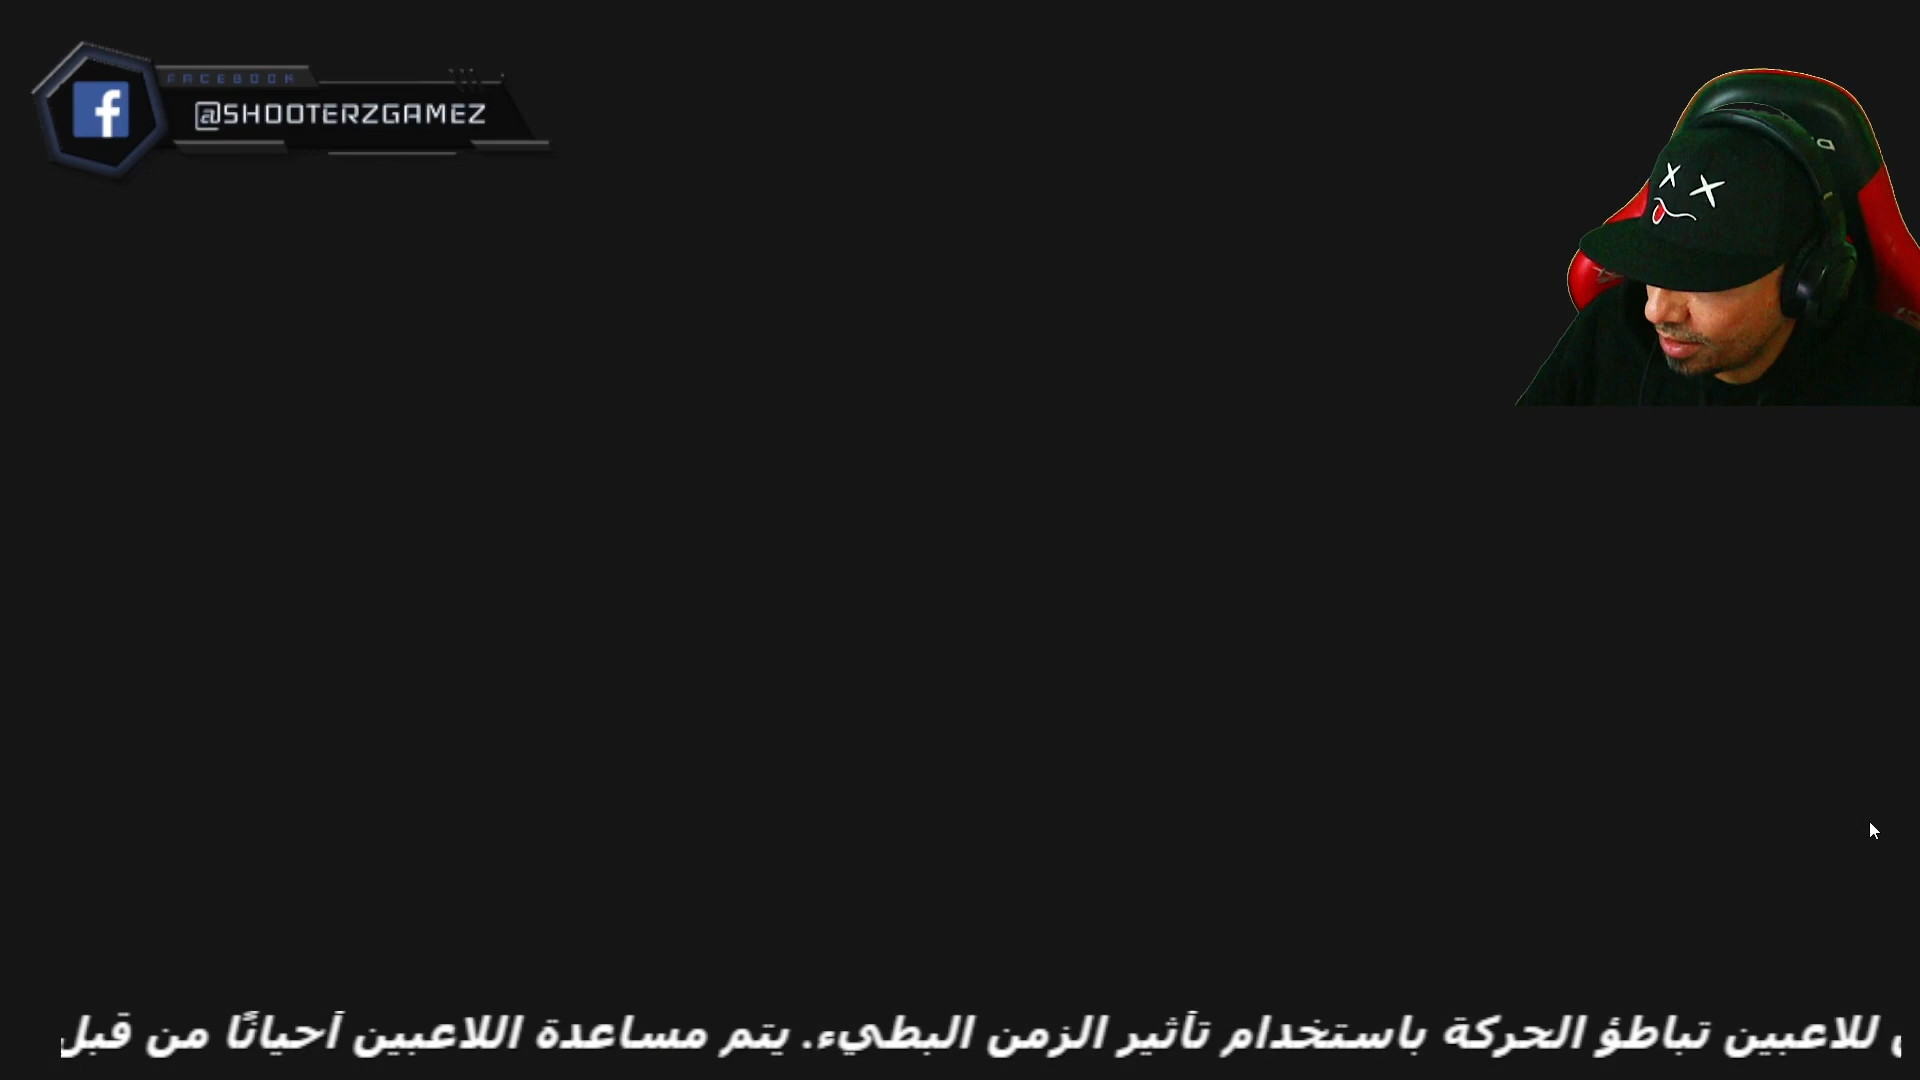 FACEBOOK
@SHOOTERZGAMEZ
للاعبين تباطؤ الحركة باستخدام تأثير الزمن البطيء. يتم مساعدة اللاعبين أحيانًا من قبل